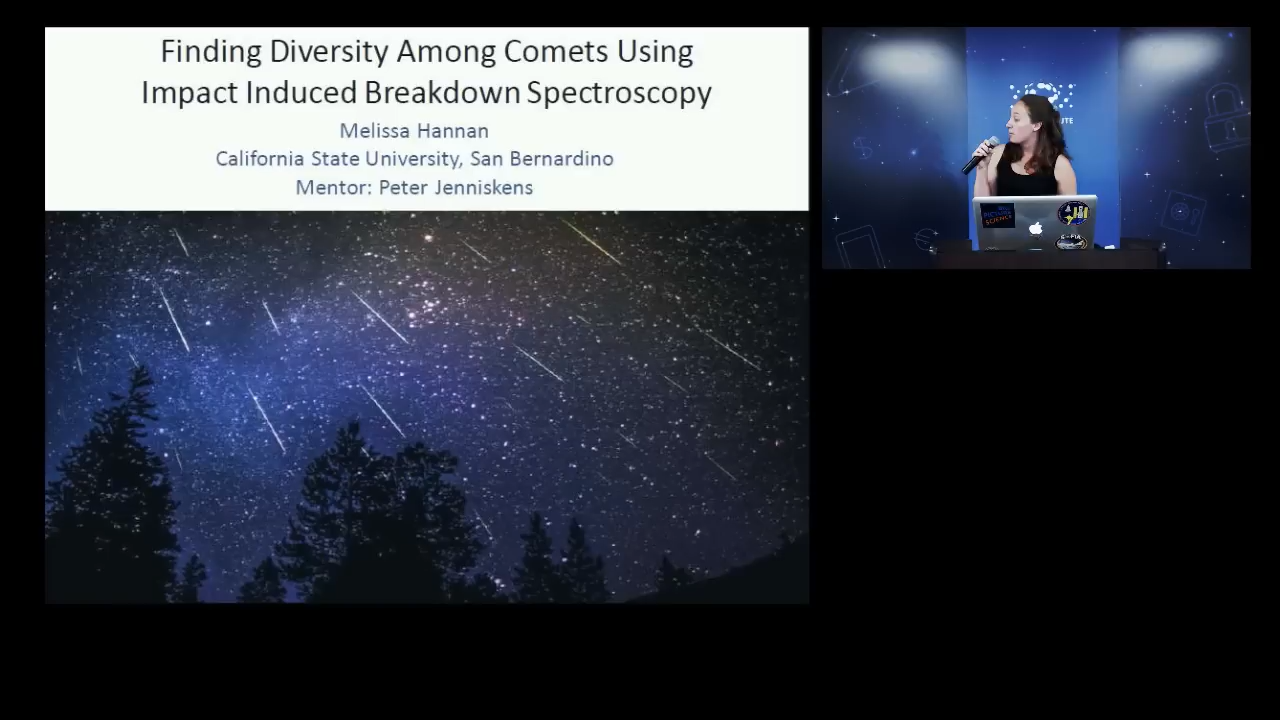 Finding Diversity Among Comets Using
Impact Induced Breakdown Spectroscopy
Melissa Hannan
California State University, San Bernardino
Mentor: Peter Jenniskens
SCIENCE